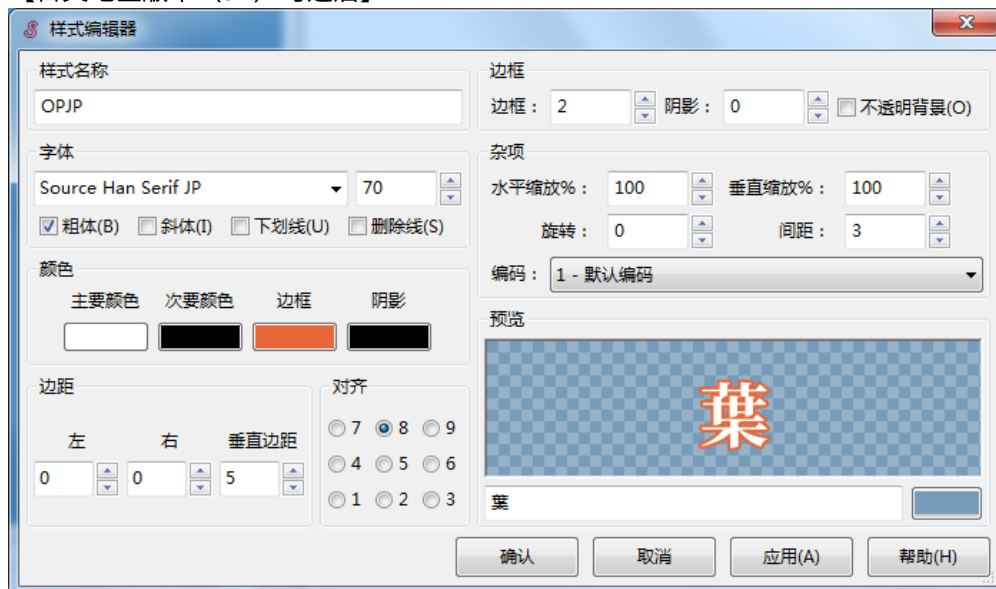 样式编辑器
样式名称
OPJP
字体
Source Han Serif JP 70
粗体(B) 斜体(I) 下划线(U) 删除线(S)
颜色
主要颜色 次要颜色 边框 阴影
边距
左 右 垂直边距
0 0 5
对齐
7 8 9
4 5 6
1 2 3
边框
边框： 2 阴影： 0 不透明背景(O)
杂项
水平缩放%： 100 垂直缩放%： 100
旋转： 0 间距： 3
编码： 1 - 默认编码
预览
葉
葉
确认 取消 应用(A) 帮助(H)